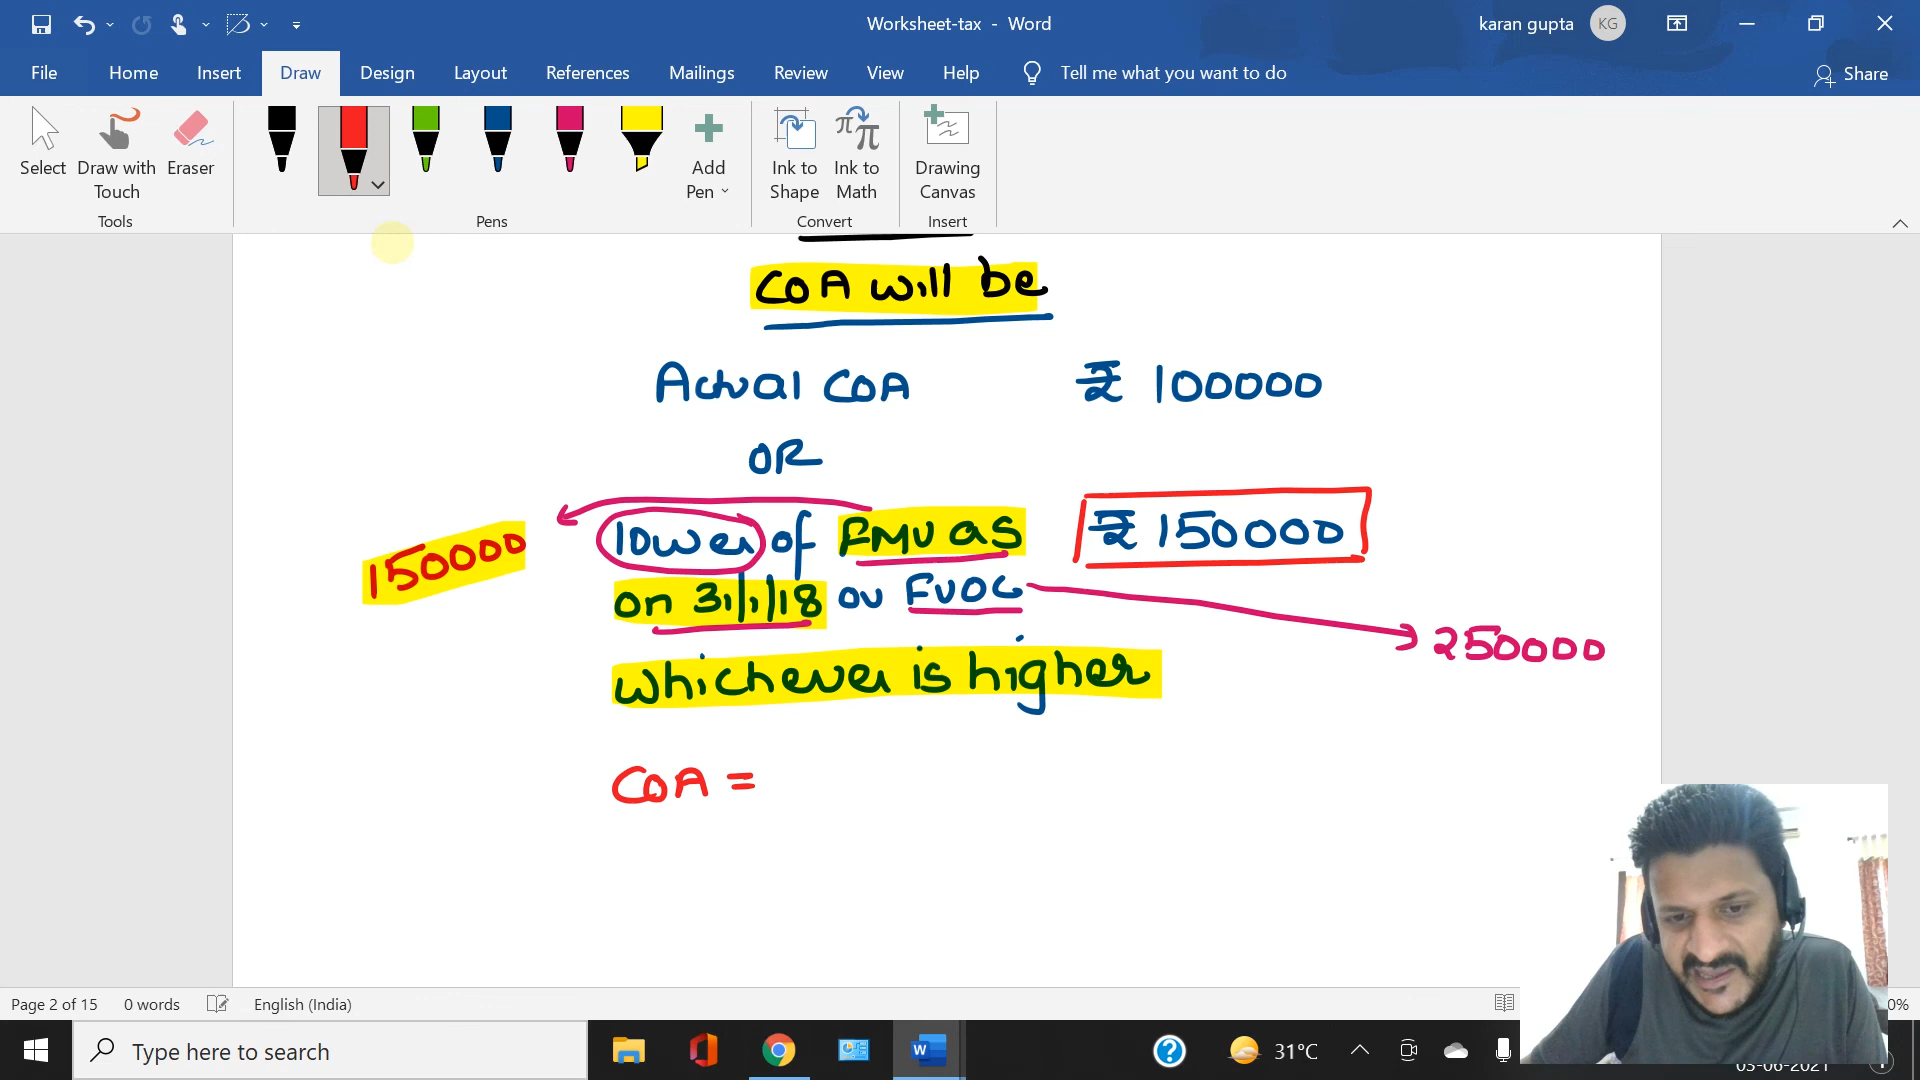 Worksheet-tax - Word
karan gupta KG
File Home Insert Draw Design Layout References Mailings Review View Help Tell me what you want to do Share
Select Draw with Touch Eraser Add Pen Ink to Shape Ink to Math Drawing Canvas
Tools Pens Convert Insert
COA will be
Actual COA ₹ 100000
OR
150000 lower of FMV as ₹ 150000
on 31/1/18 or FVOC 250000
whichever is higher
COA =
Page 2 of 15 0 words English (India) 0%
Type here to search 31°C
03-06-2021